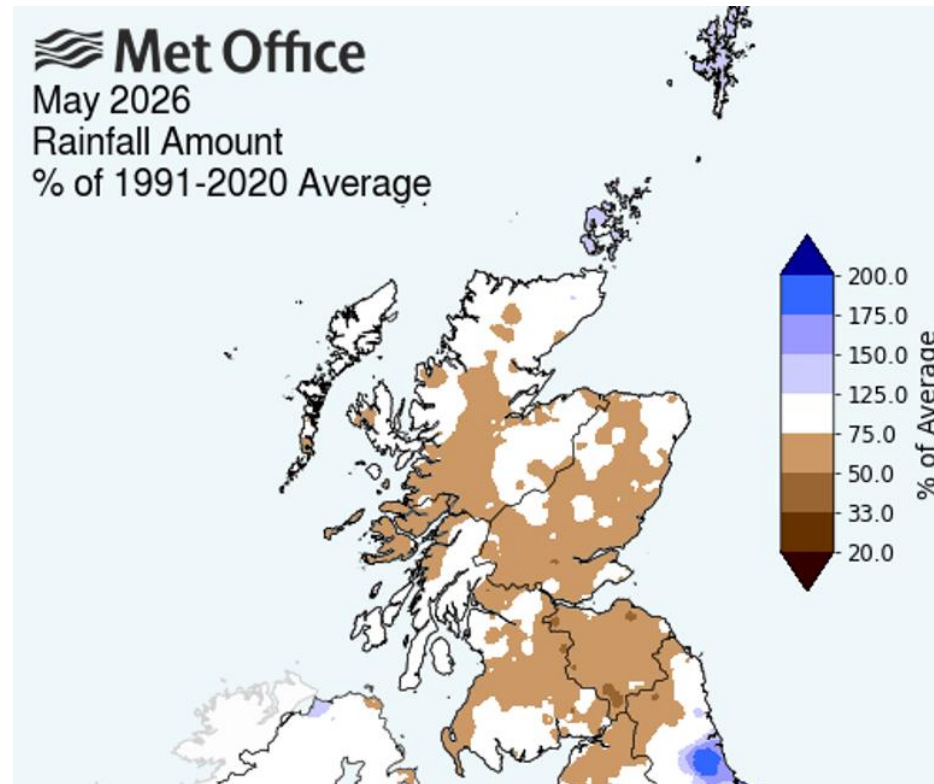 Met Office
May 2026
Rainfall Amount
% of 1991-2020 Average
200.0
175.0
150.0
125.0
75.0
50.0
33.0
20.0
% of Average